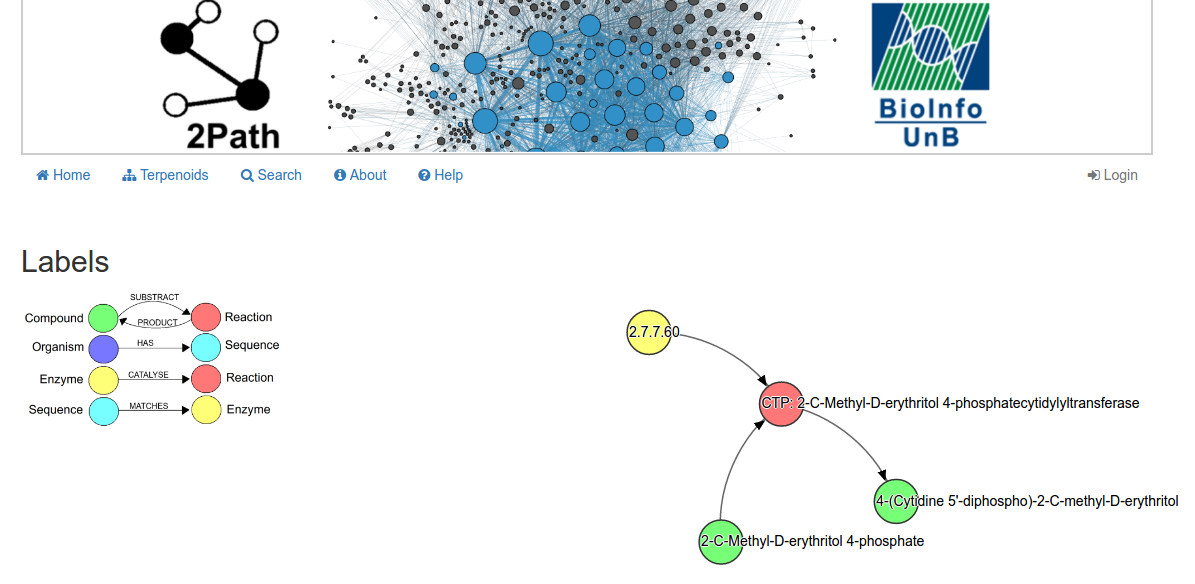 2Path
BioInfo
UnB
Home Terpenoids Search About Help Login
Labels
SUBSTRACT
Compound PRODUCT Reaction
Organism HAS Sequence
Enzyme CATALYSE Reaction
Sequence MATCHES Enzyme
2.7.7.60
CTP: 2-C-Methyl-D-erythritol 4-phosphatecytidylyltransferase
4-(Cytidine 5'-diphospho)-2-C-methyl-D-erythritol
2-C-Methyl-D-erythritol 4-phosphate